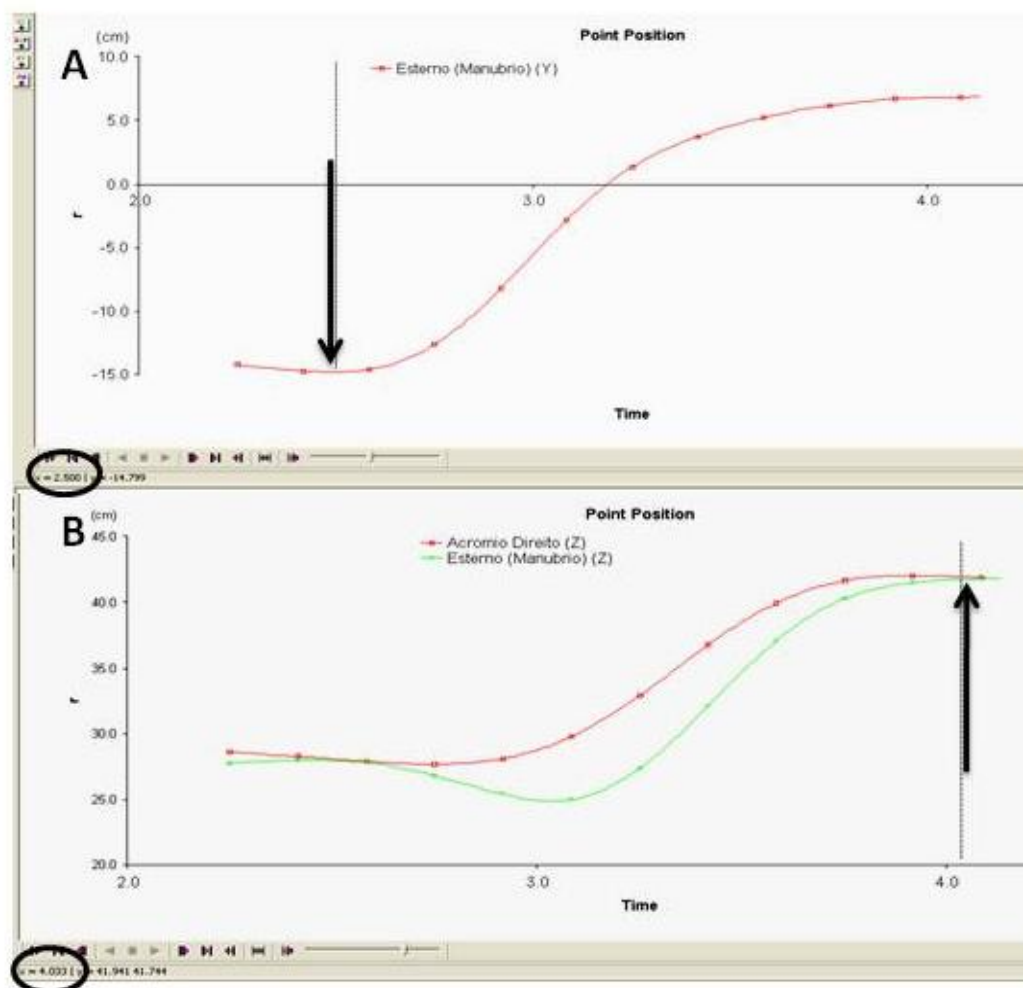 (cm)
Point Position
A
Esterno (Manubrio) (Y)
10.0
5.0
0.0
-5.0
-10.0
-15.0
2.0
3.0
4.0
r
Time
x = 2.500 | y = -14.799
(cm)
Point Position
B
Acromio Direito (Z)
Esterno (Manubrio) (Z)
45.0
40.0
35.0
30.0
25.0
20.0
2.0
3.0
4.0
r
Time
x = 4.033 | y = 41.941 41.744